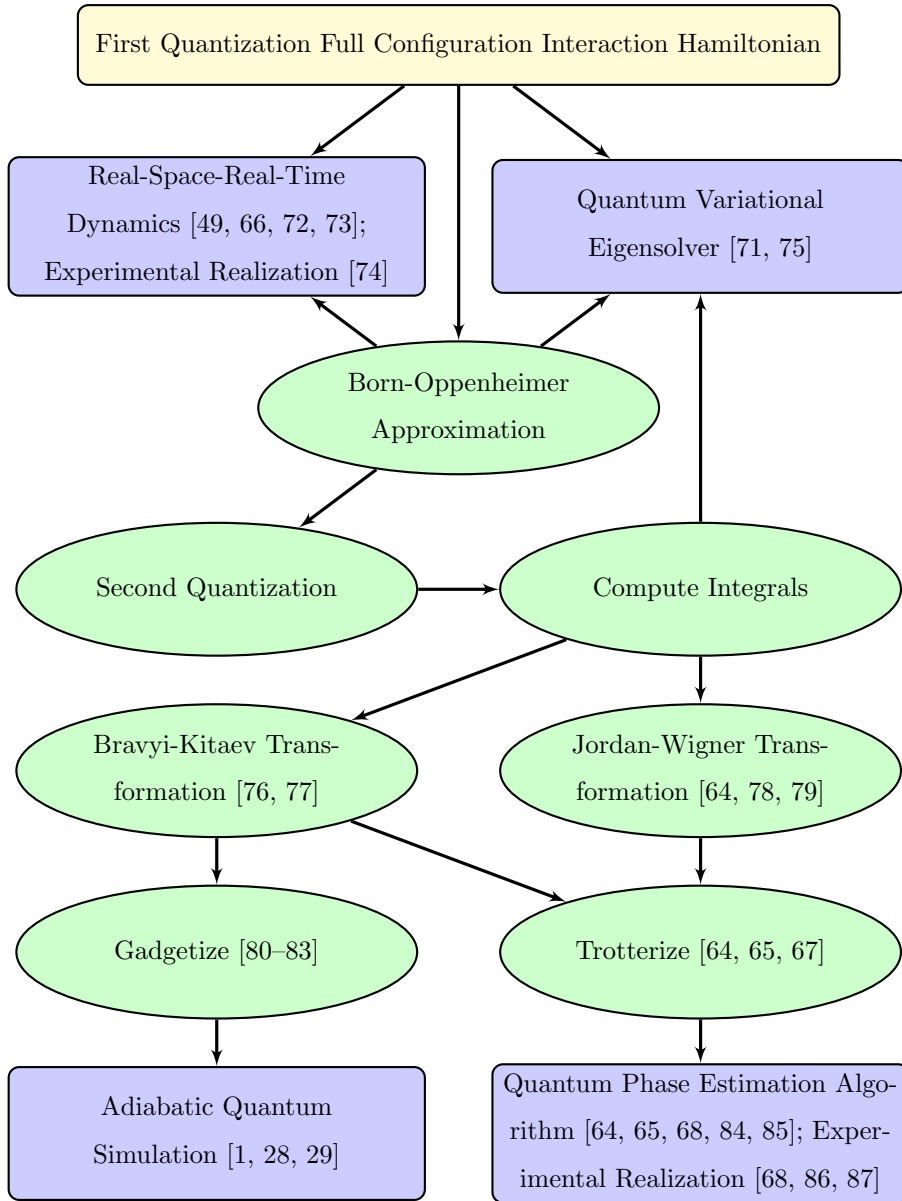 First Quantization Full Configuration Interaction Hamiltonian
Real-Space-Real-Time
Dynamics [49, 66, 72, 73];
Experimental Realization [74]
Quantum Variational
Eigensolver [71, 75]
Born-Oppenheimer
Approximation
Second Quantization
Compute Integrals
Bravyi-Kitaev Trans-
formation [76, 77]
Jordan-Wigner Trans-
formation [64, 78, 79]
Gadgetize [80–83]
Trotterize [64, 65, 67]
Adiabatic Quantum
Simulation [1, 28, 29]
Quantum Phase Estimation Algo-
rithm [64, 65, 68, 84, 85]; Exper-
imental Realization [68, 86, 87]